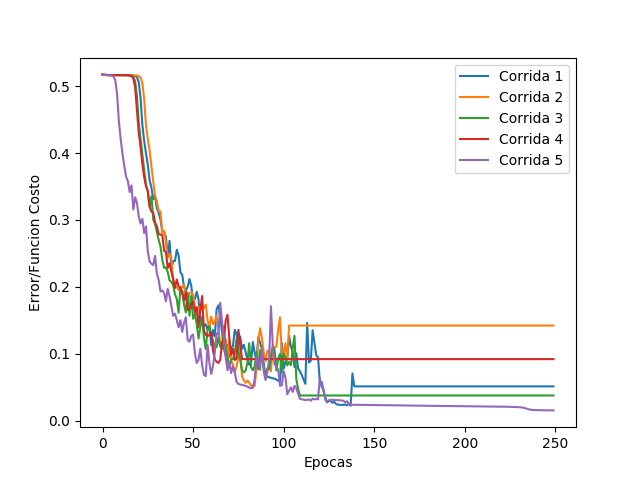 Corrida 1
Corrida 2
Corrida 3
Corrida 4
Corrida 5
0.5
0.4
0.3
0.2
0.1
0.0
Error/Funcion Costo
0 50 100 150 200 250
Epocas